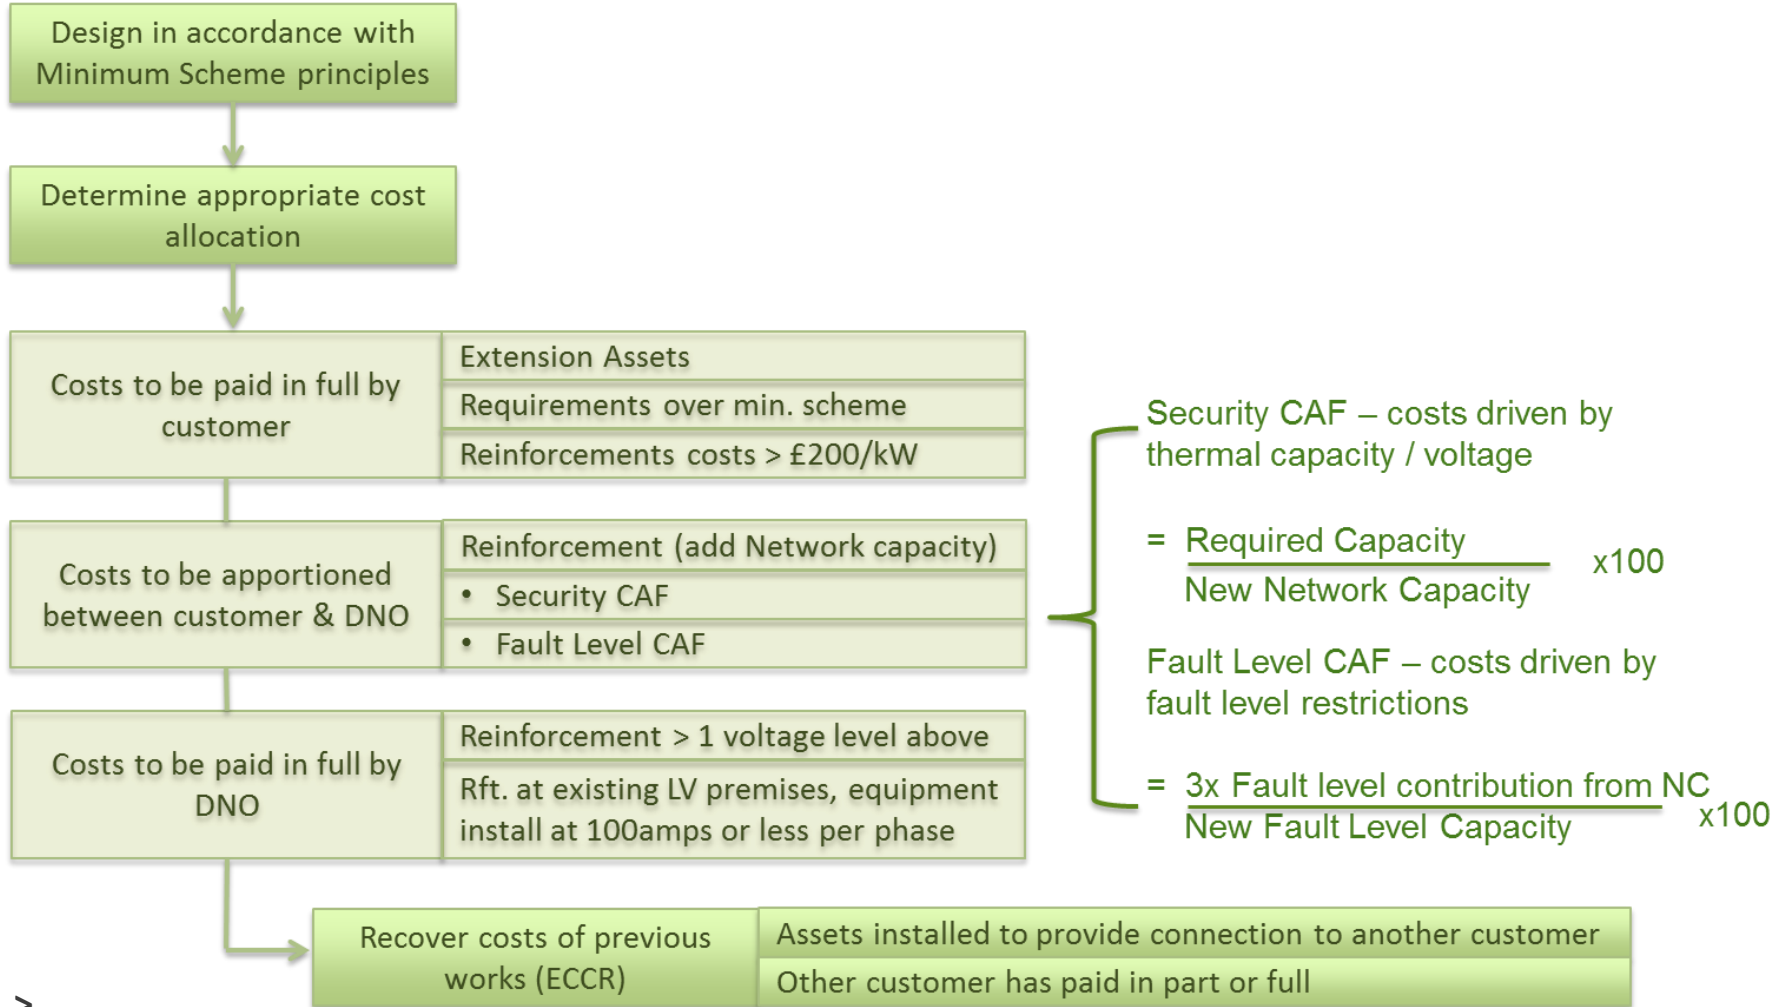 Design in accordance with
Minimum Scheme principles
Determine appropriate cost
allocation
Costs to be paid in full by
customer
Extension Assets
Requirements over min. scheme
Reinforcements costs > £200/kW
Costs to be apportioned
between customer & DNO
Reinforcement (add Network capacity)
• Security CAF
• Fault Level CAF
Costs to be paid in full by
DNO
Reinforcement > 1 voltage level above
Rft. at existing LV premises, equipment
install at 100amps or less per phase
Security CAF – costs driven by
thermal capacity / voltage
= Required Capacity
x100
New Network Capacity
Fault Level CAF – costs driven by
fault level restrictions
= 3x Fault level contribution from NC
x100
New Fault Level Capacity
Recover costs of previous
works (ECCR)
Assets installed to provide connection to another customer
Other customer has paid in part or full
>